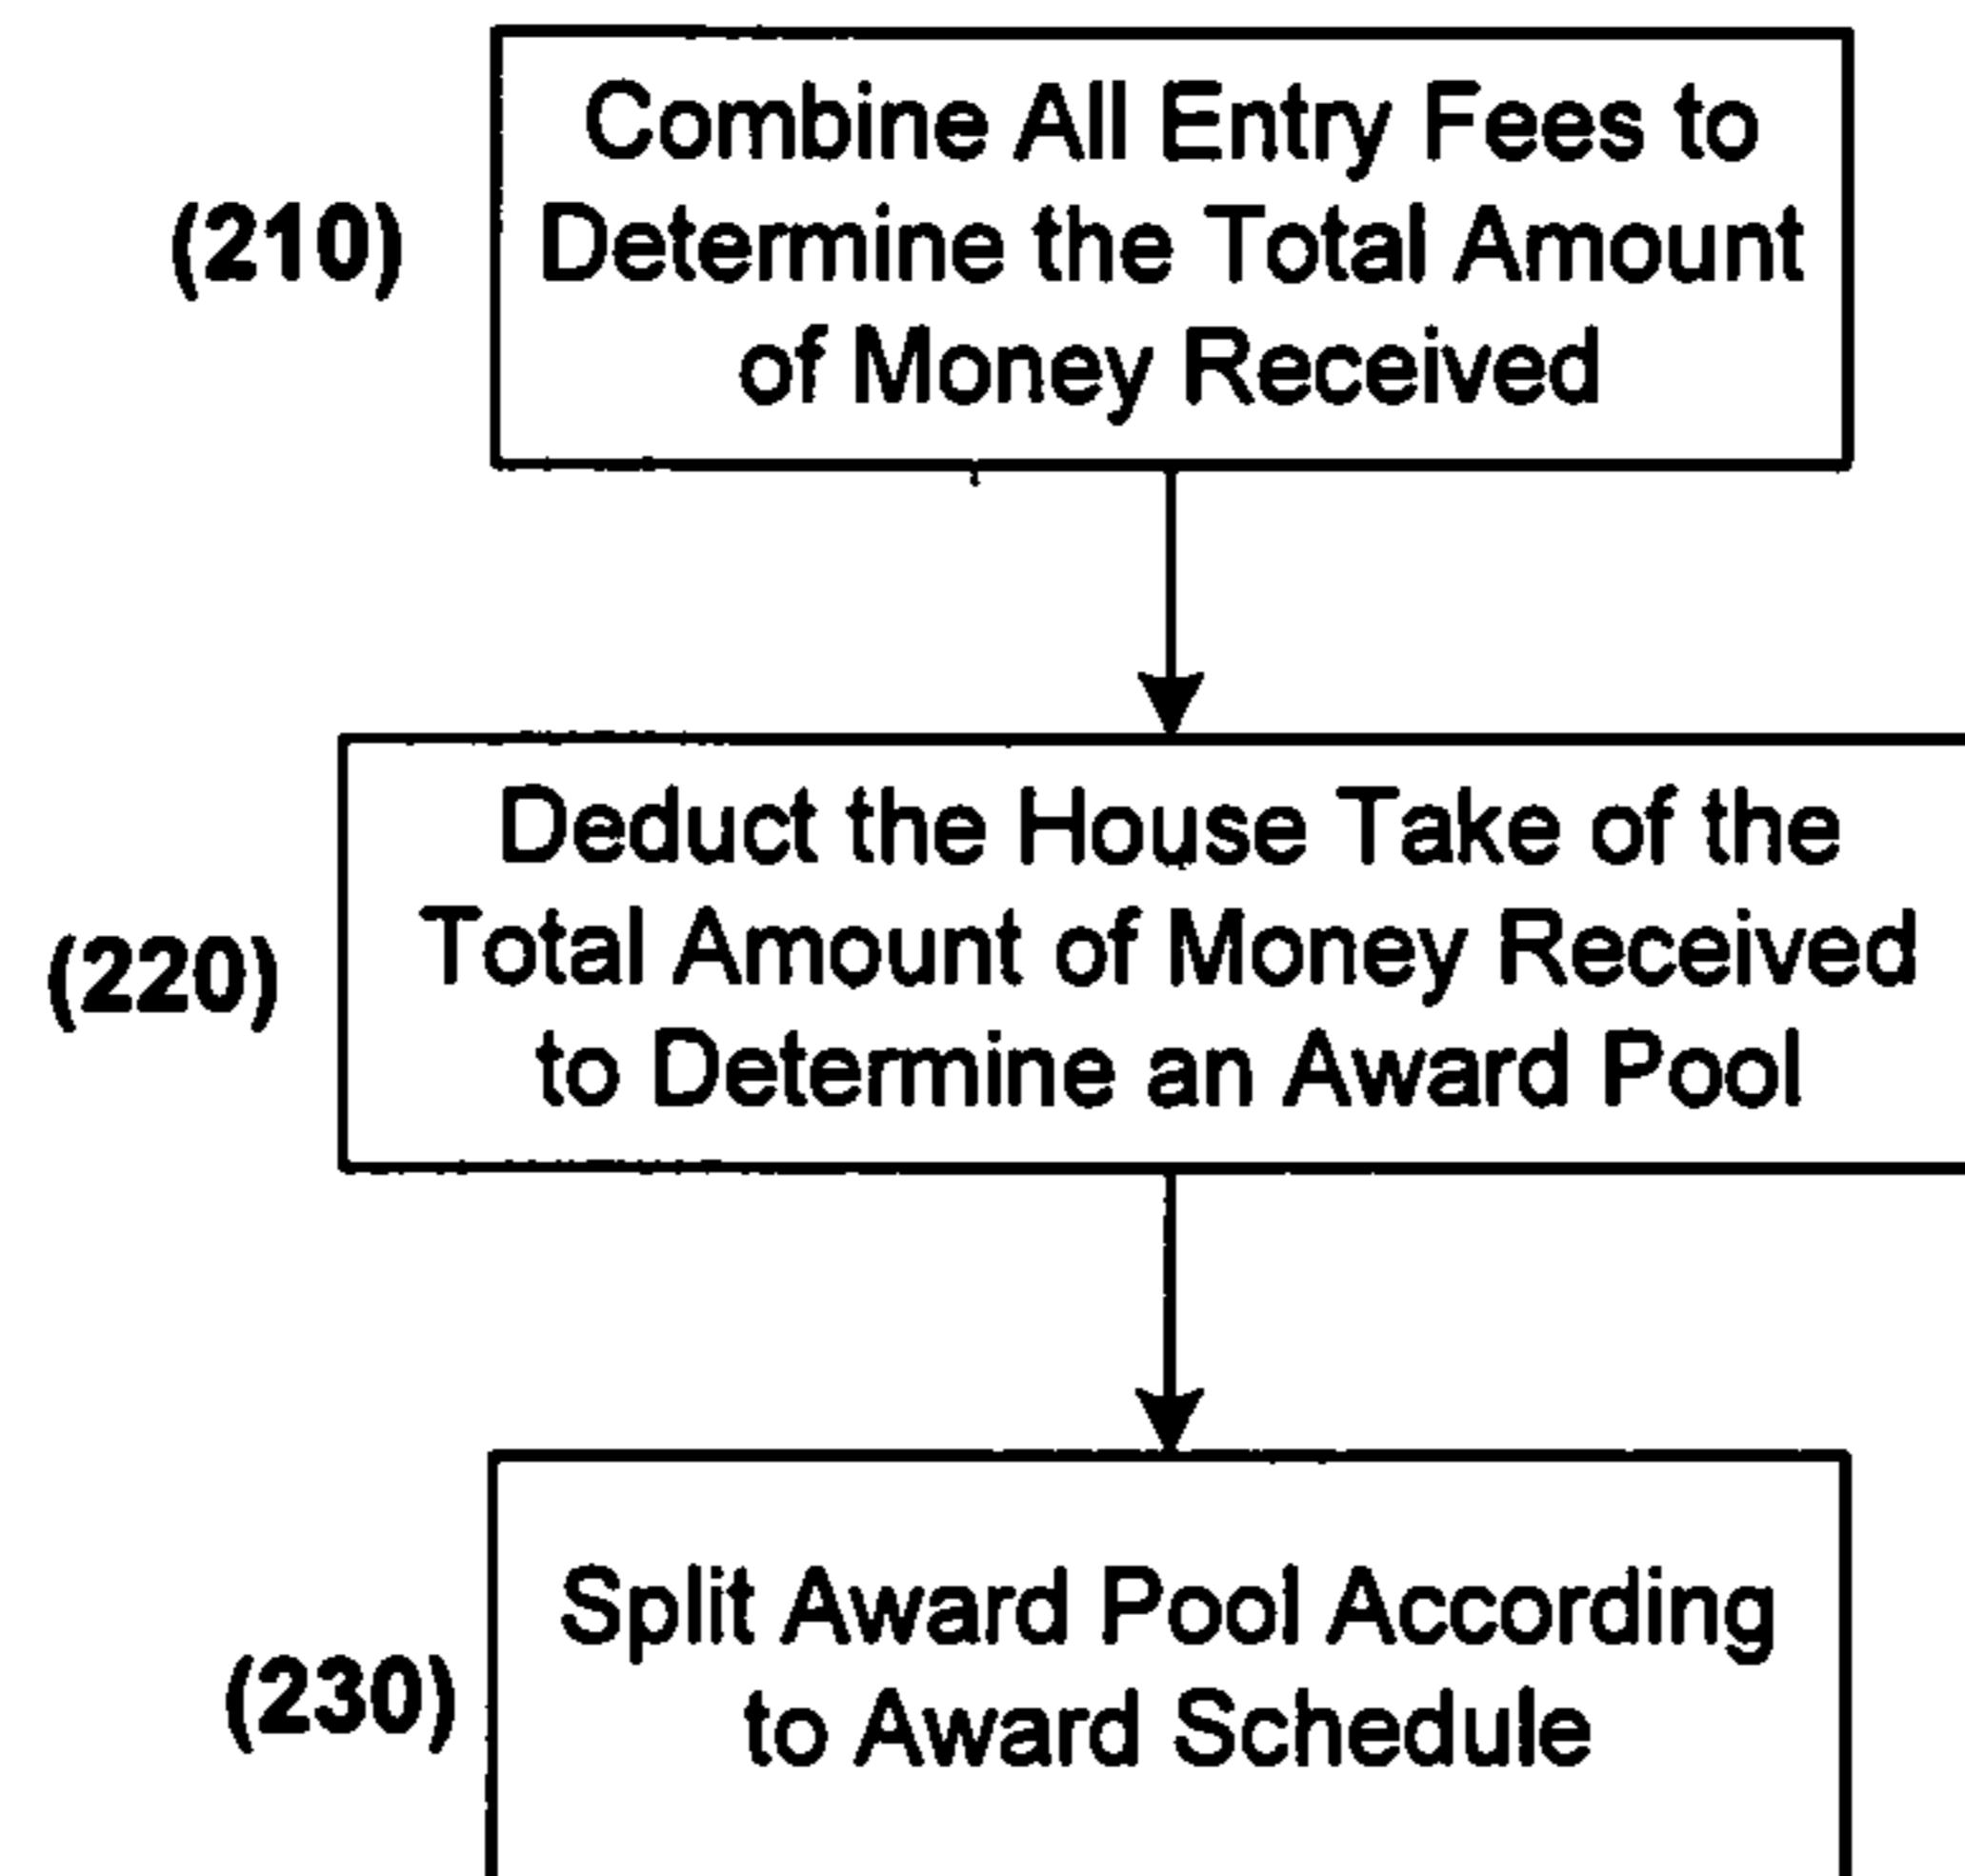 Combine All Entry Fees to
(210) Determine the Total Amount
of Money Received
Deduct the House Take of the
(220) Total Amount of Money Received
to Determine an Award Pool
Split Award Pool According
(230) to Award Schedule